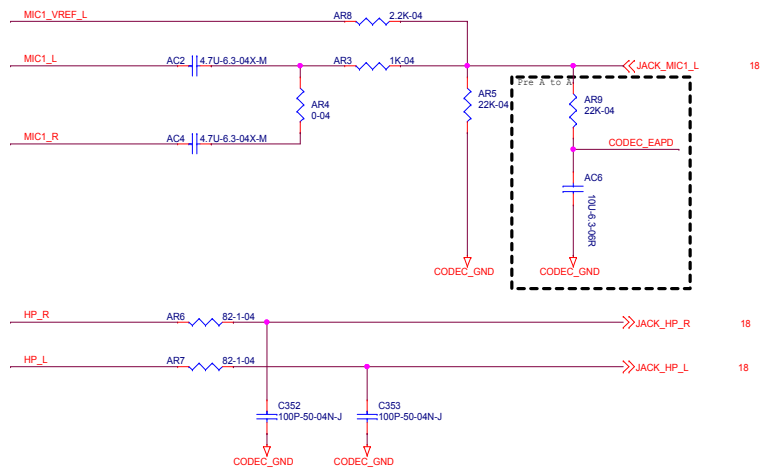 MIC1_VREF_L AR8 2.2K-04
MIC1_L AC2 4.7U-6.3-04X-M AR3 1K-04 JACK_MIC1_L 18
Pre A to A
AR5
22K-04
AR9
22K-04
AR4
0-04
MIC1_R AC4 4.7U-6.3-04X-M
CODEC_EAPD
AC6
10U-6.3-06R
CODEC_GND CODEC_GND
HP_R AR6 82-1-04 JACK_HP_R 18
HP_L AR7 82-1-04 JACK_HP_L 18
C352
100P-50-04N-J
C353
100P-50-04N-J
CODEC_GND CODEC_GND